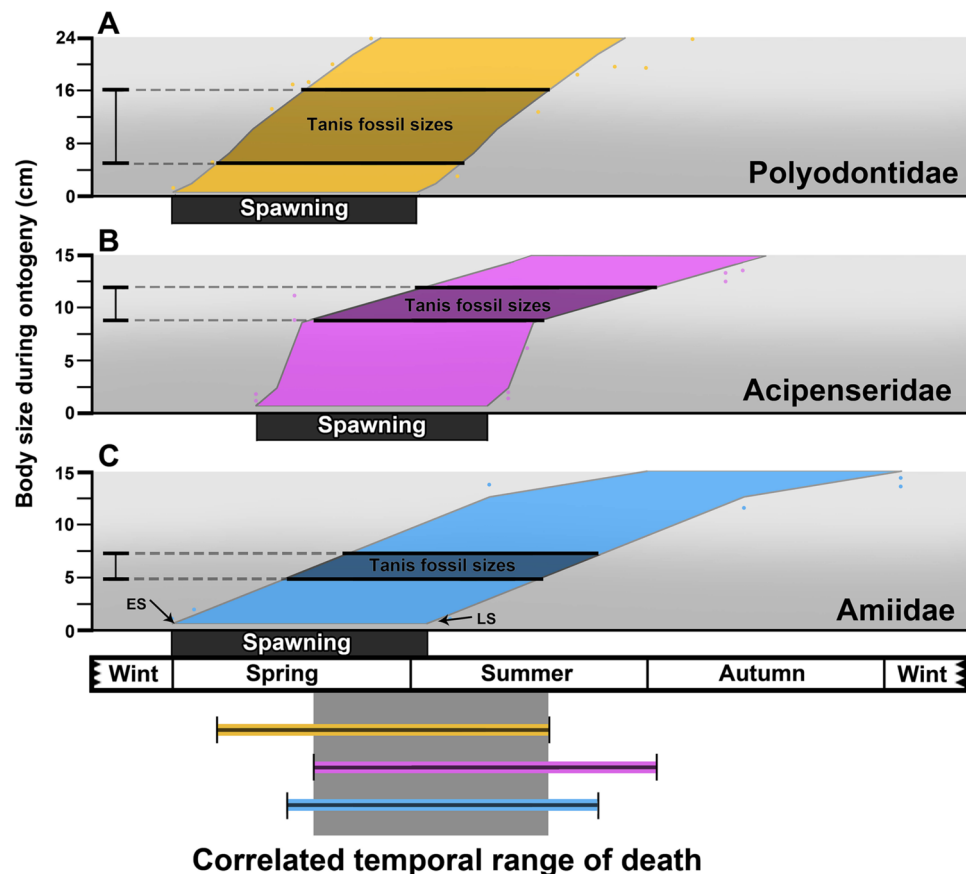 A
Body size during ontogeny (cm)
24
16
8
0
Tanis fossil sizes
Polyodontidae
Spawning
B
15
10
5
0
Tanis fossil sizes
Acipenseridae
Spawning
C
15
10
5
0
Tanis fossil sizes
ES
LS
Amiidae
Spawning
Wint Spring Summer Autumn Wint
Correlated temporal range of death